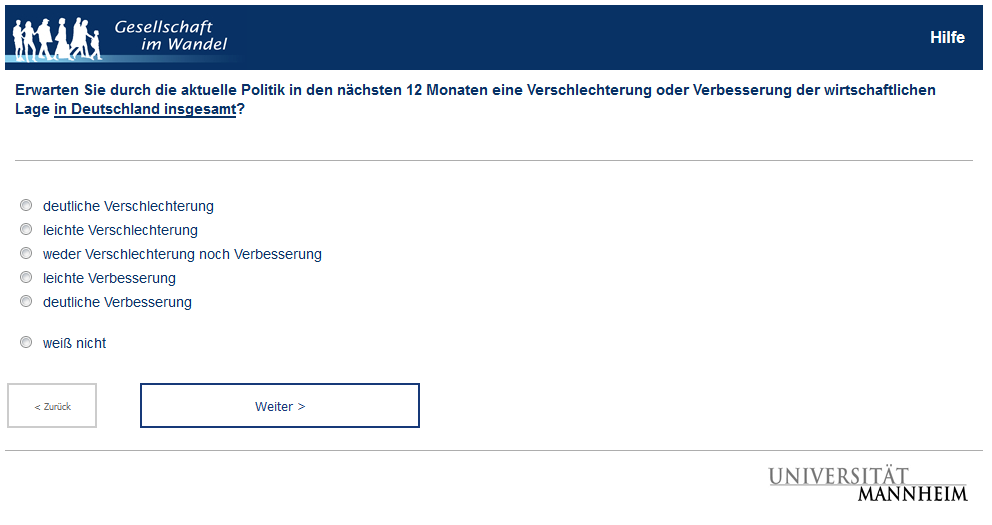 Gesellschaft
im Wandel
Hilfe
Erwarten Sie durch die aktuelle Politik in den nächsten 12 Monaten eine Verschlechterung oder Verbesserung der wirtschaftlichen
Lage in Deutschland insgesamt?
deutliche Verschlechterung
leichte Verschlechterung
weder Verschlechterung noch Verbesserung
leichte Verbesserung
deutliche Verbesserung
weiß nicht
< Zurück
Weiter >
UNIVERSITÄT
MANNHEIM